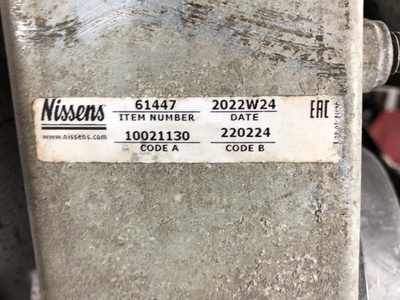 Nissens
www.nissens.com
61447 2022W24
ITEM NUMBER DATE
10021130 220224
CODE A CODE B
EAC